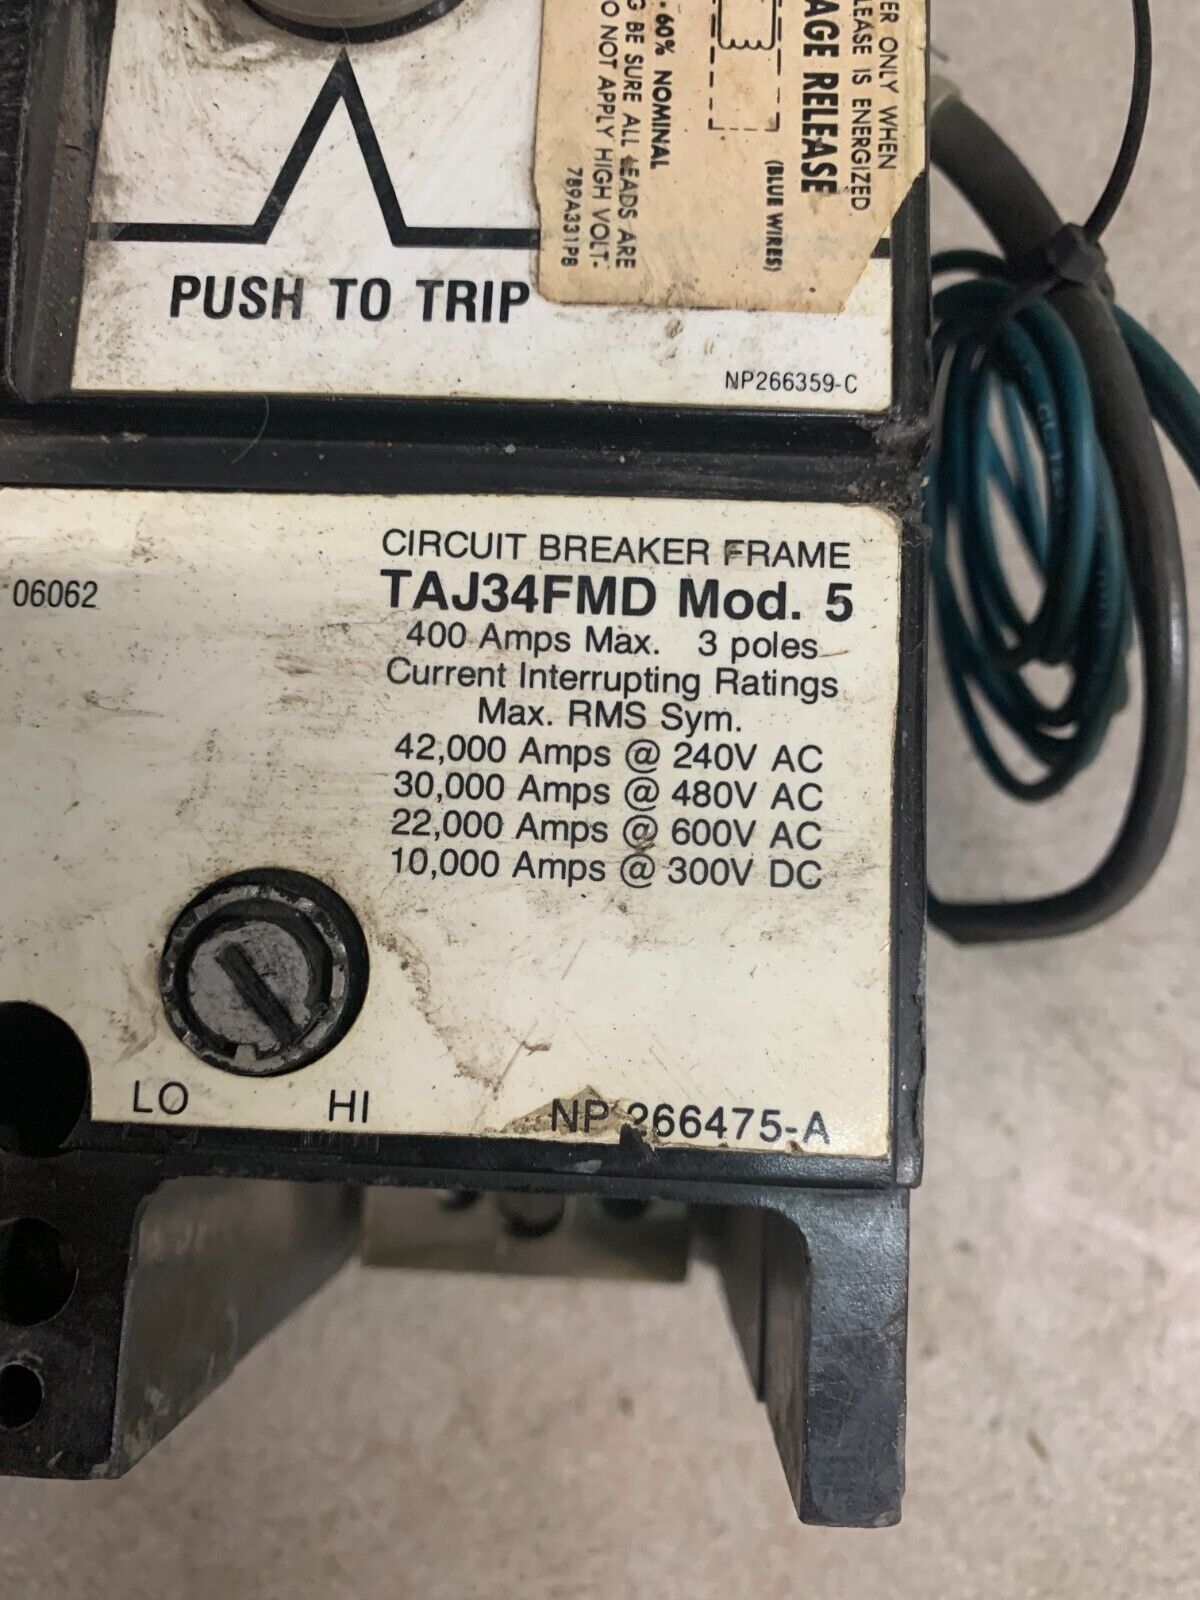 ER ONLY WHEN
LEASE IS ENERGIZED
AGE RELEASE
(BLUE WIRES)
60% NOMINAL
G BE SURE ALL LEADS ARE
O NOT APPLY HIGH VOLT-
789A331P8
PUSH TO TRIP
NP266359-C
06062
CIRCUIT BREAKER FRAME
TAJ34FMD Mod. 5
400 Amps Max. 3 poles
Current Interrupting Ratings
Max. RMS Sym.
42,000 Amps @ 240V AC
30,000 Amps @ 480V AC
22,000 Amps @ 600V AC
10,000 Amps @ 300V DC
LO HI
NP 266475-A